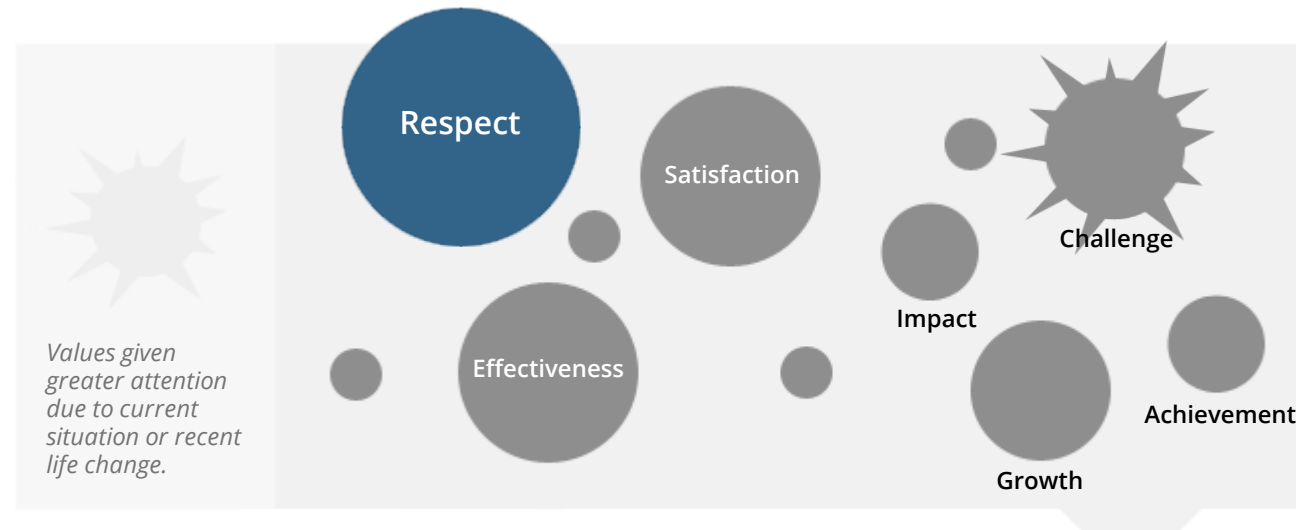 Respect
Satisfaction
Challenge
Impact
Effectiveness
Achievement
Growth
Values given
greater attention
due to current
situation or recent
life change.